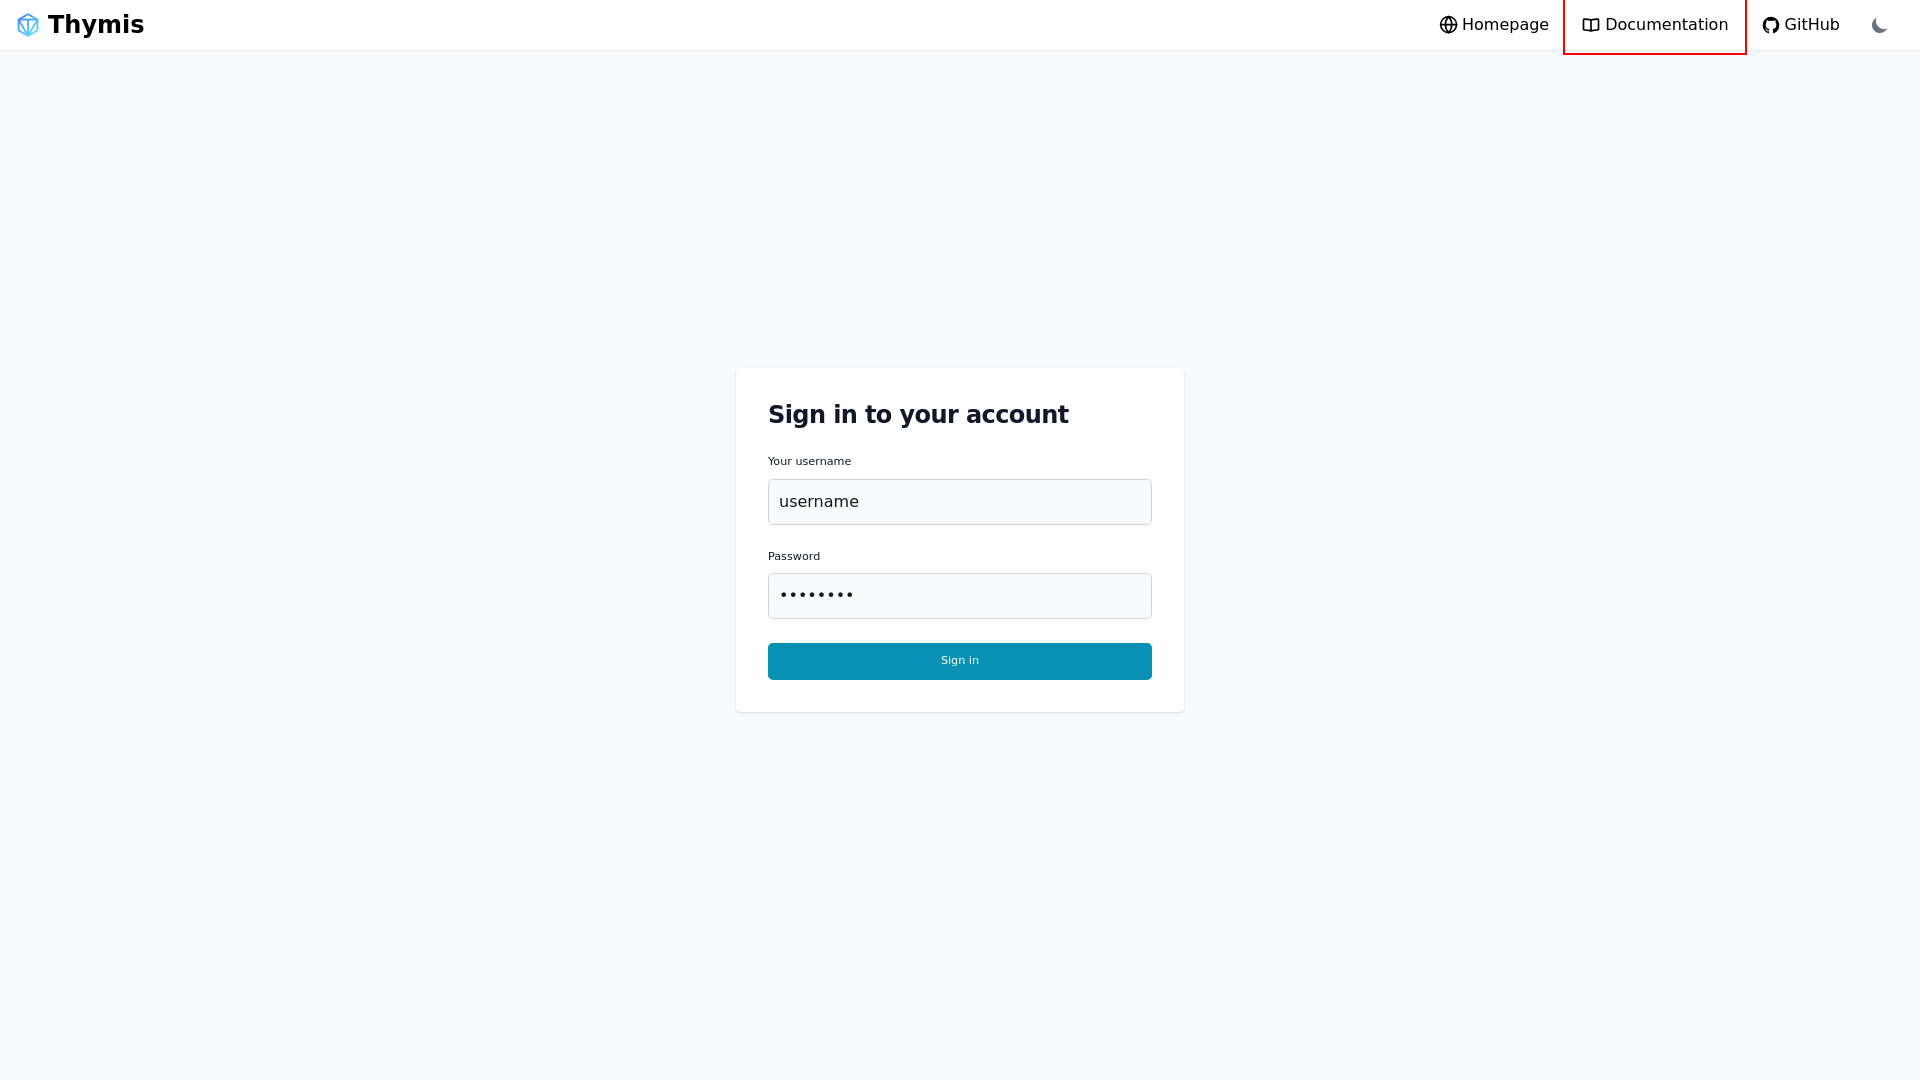 Thymis
Homepage
Documentation
GitHub
Sign in to your account
Your username
username
Password
••••••••
Sign in